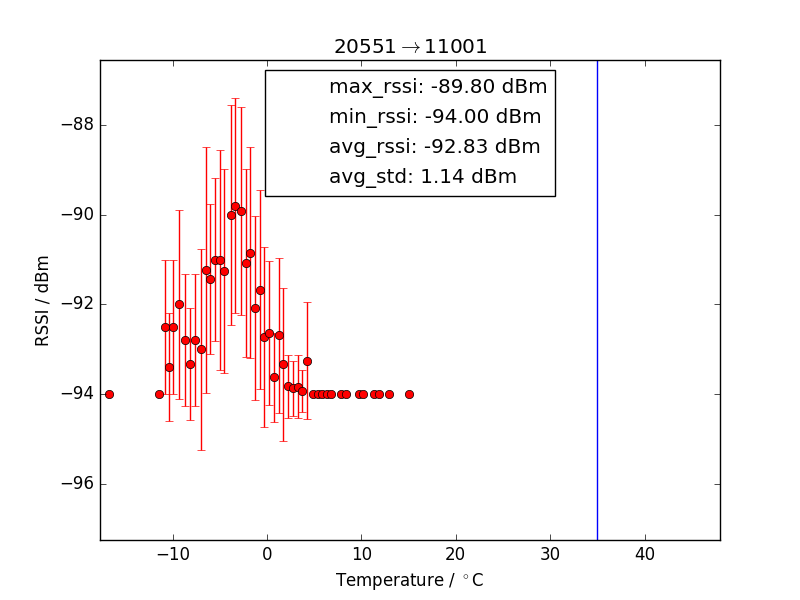 20551→11001
max_rssi: -89.80 dBm
min_rssi: -94.00 dBm
avg_rssi: -92.83 dBm
avg_std: 1.14 dBm
RSSI / dBm
−88
−90
−92
−94
−96
−10 0 10 20 30 40
Temperature / °C